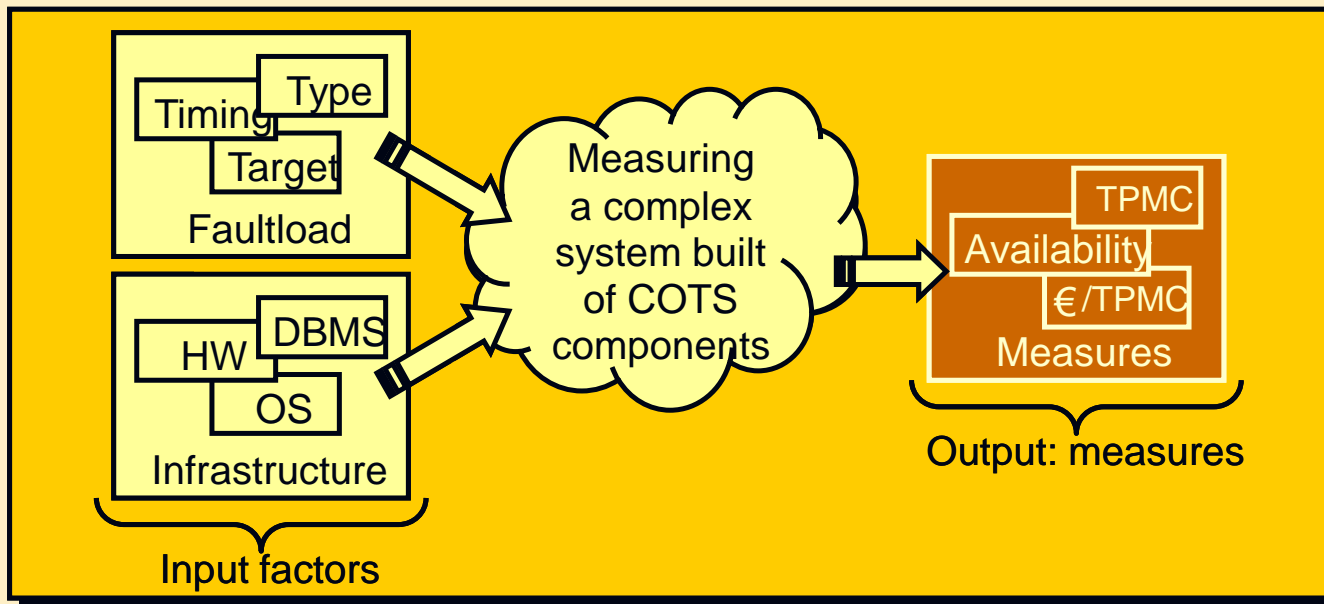 Type
Timing
Target
Faultload
DBMS
HW
OS
Infrastructure
Input factors
Measuring
a complex
system built
of COTS
components
TPMC
Availability
€/TPMC
Measures
Output: measures